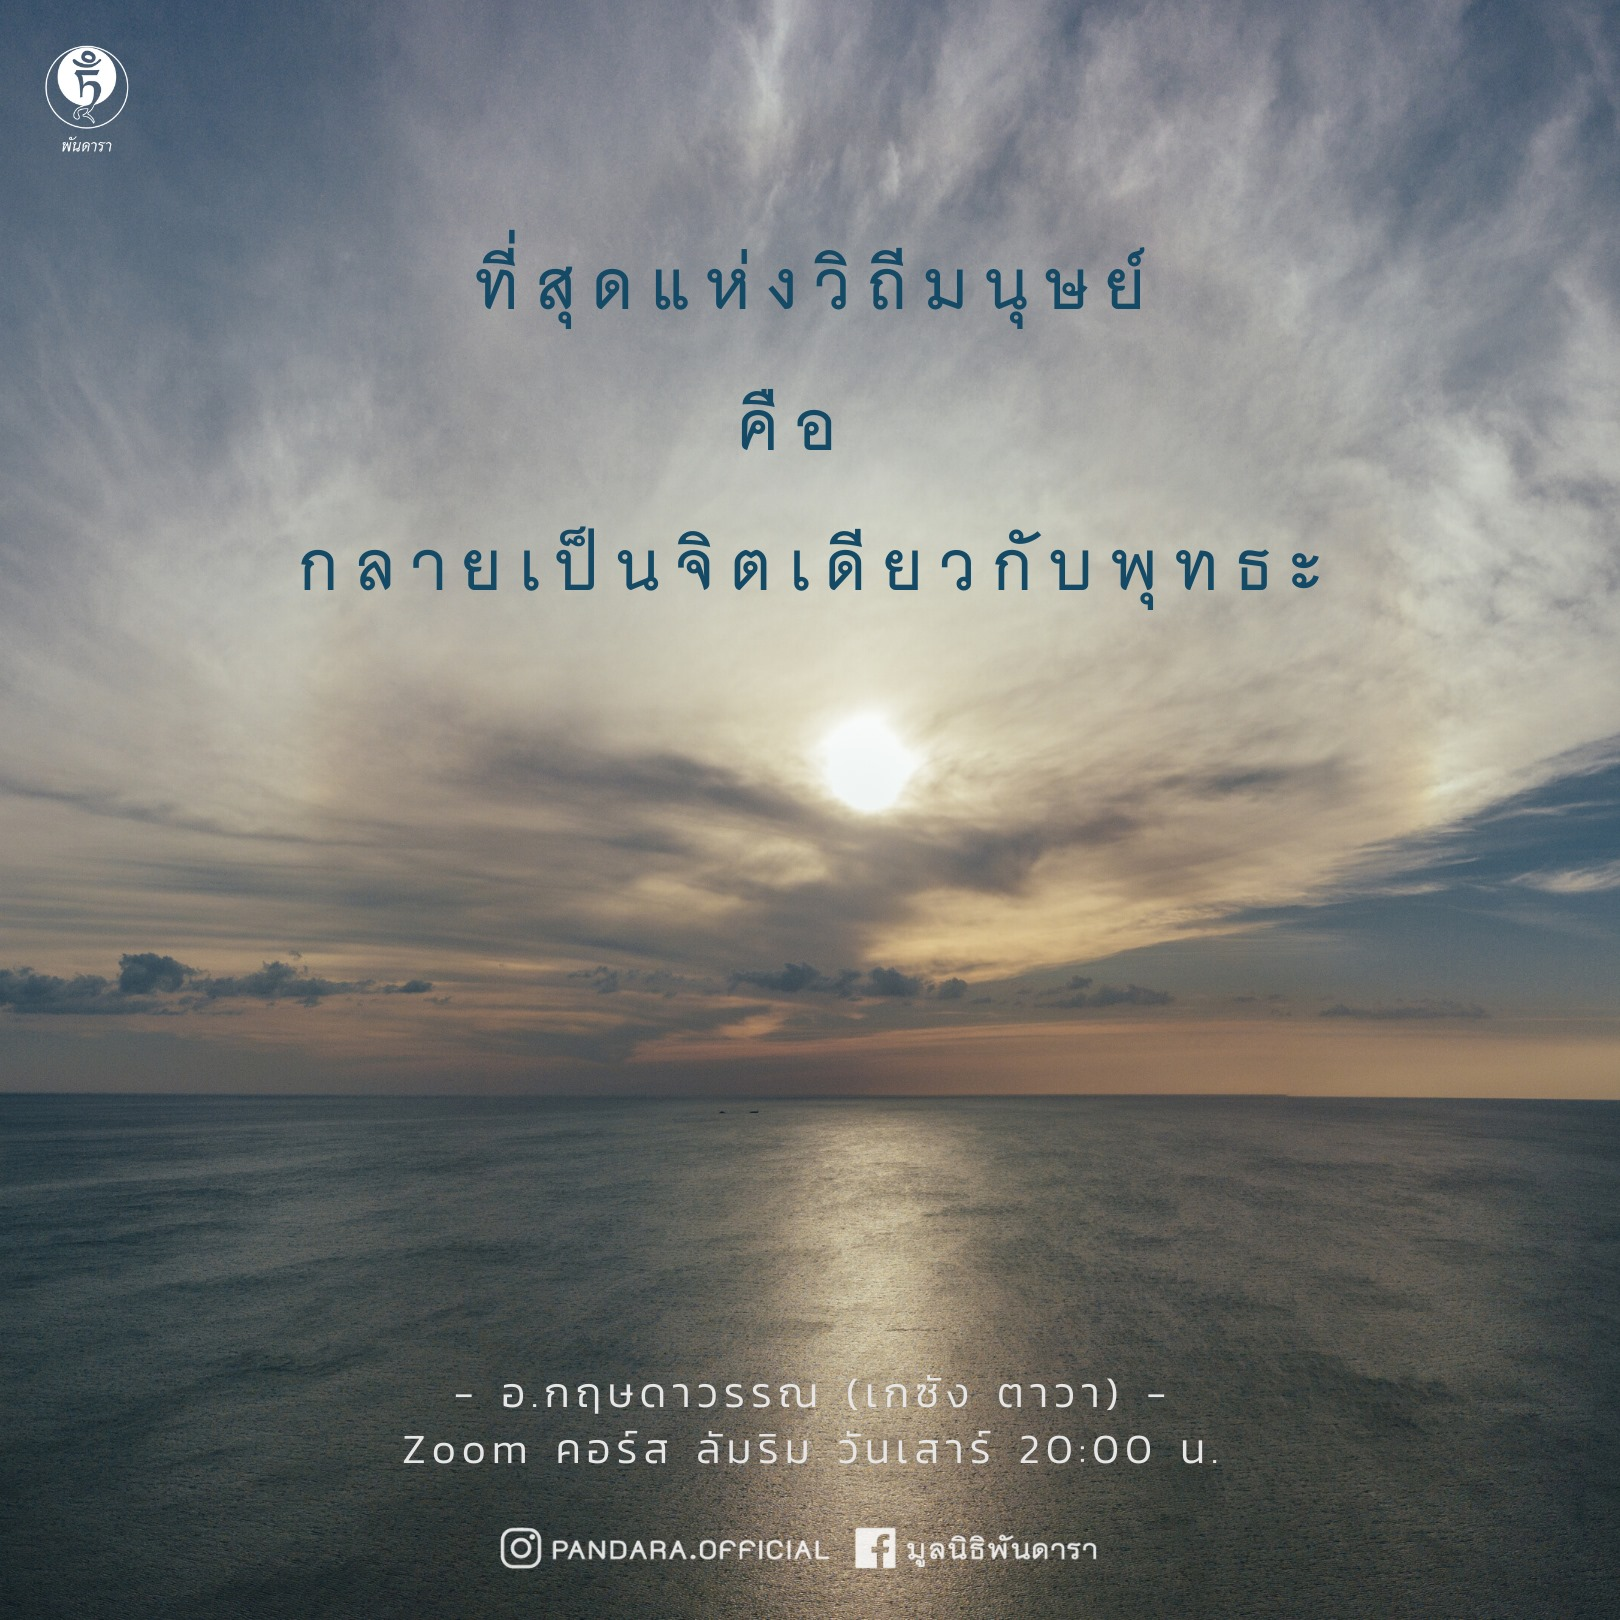 พันดารา
ที่สุดแห่งวิถีมนุษย์
คือ
กลายเป็นจิตเดียวกับพุทธะ
- อ.กฤษดาวรรณ (เกซัง ตาวา) -
Zoom คอร์ส ลัมริม วันเสาร์ 20:00 น.
PANDARA.OFFICIAL มูลนิธิพันดารา